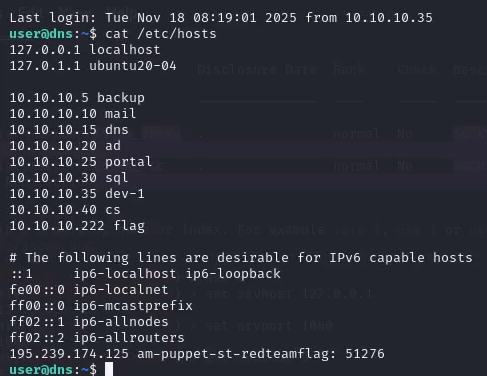 Last login: Tue Nov 18 08:19:01 2025 from 10.10.10.35
user@dns:~$ cat /etc/hosts
127.0.0.1 localhost
127.0.1.1 ubuntu20-04
10.10.10.5 backup
10.10.10.10 mail
10.10.10.15 dns
10.10.10.20 ad
10.10.10.25 portal
10.10.10.30 sql
10.10.10.35 dev-1
10.10.10.40 cs
10.10.10.222 flag
# The following lines are desirable for IPv6 capable hosts
::1     ip6-localhost ip6-loopback
fe00::0 ip6-localnet
ff00::0 ip6-mcastprefix
ff02::1 ip6-allnodes
ff02::2 ip6-allrouters
195.239.174.125 am-puppet-st-redteamflag: 51276
user@dns:~$